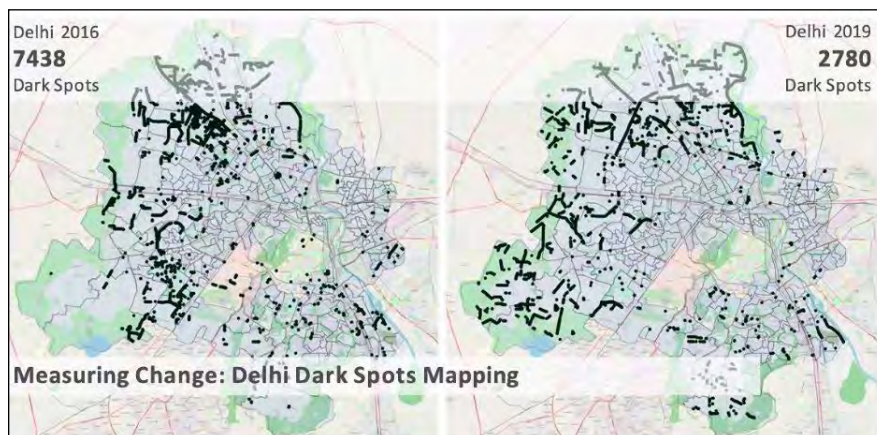 Delhi 2016
7438
Dark Spots
Delhi 2019
2780
Dark Spots
Measuring Change: Delhi Dark Spots Mapping